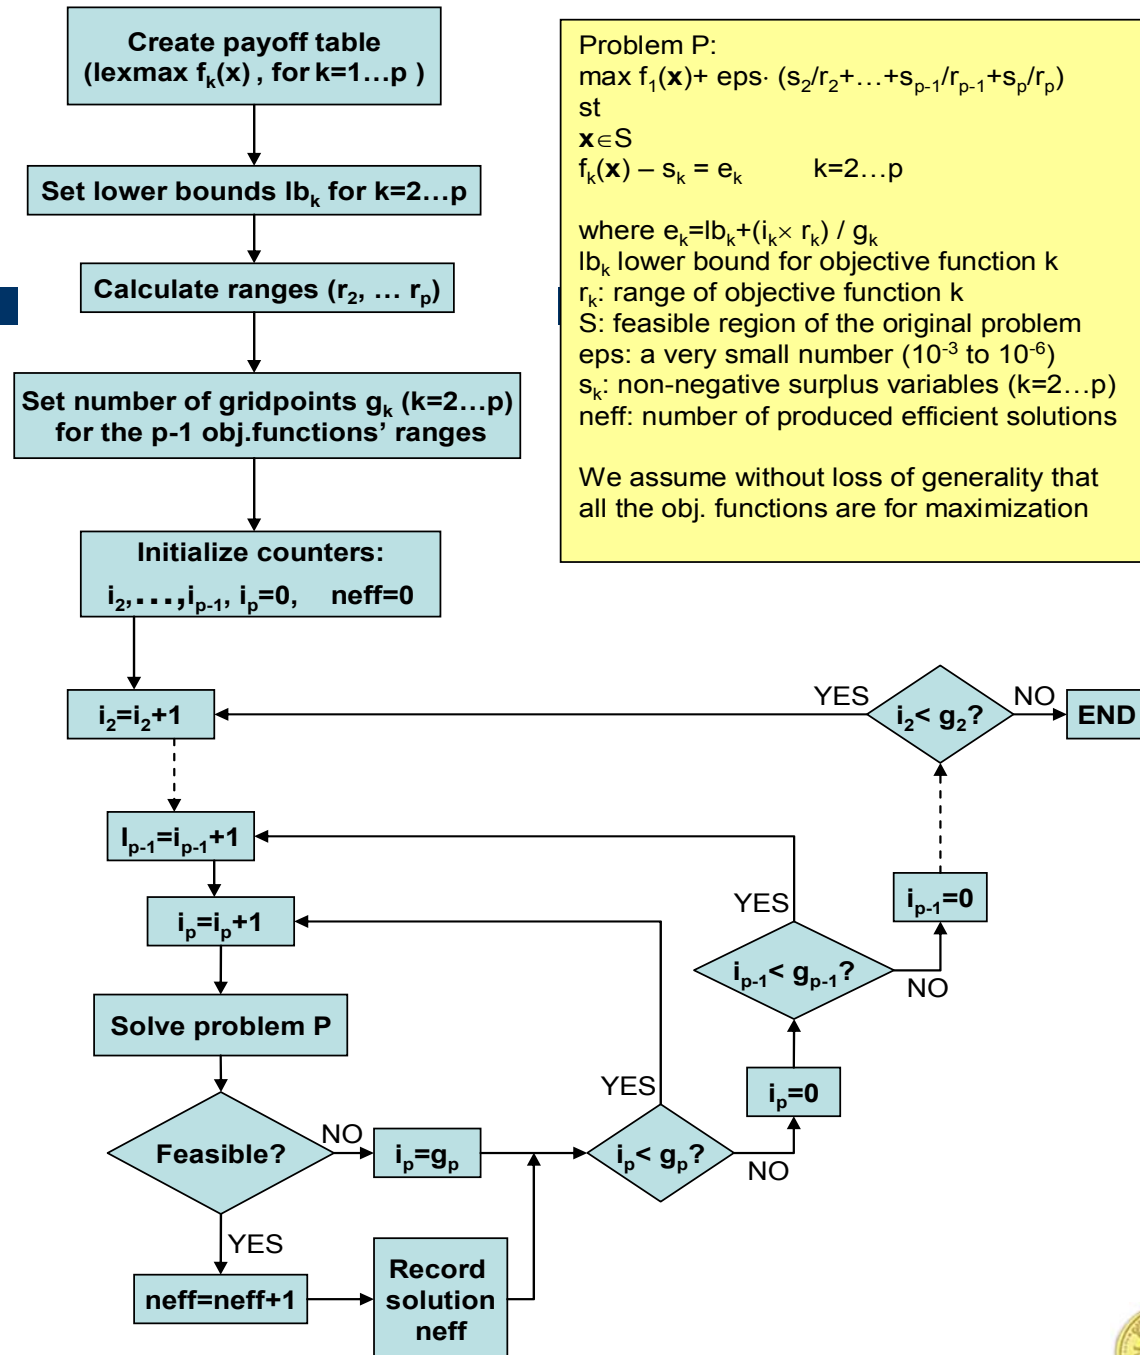 Create payoff table
(lexmax fₖ(x) , for k=1…p )
Set lower bounds lbₖ for k=2…p
Calculate ranges (r₂, … rₚ)
Set number of gridpoints gₖ (k=2…p)
for the p-1 obj.functions’ ranges
Initialize counters:
i₂,…,iₚ₋₁, iₚ=0, neff=0
Problem P:
max f₁(x)+ eps· (s₂/r₂+…+sₚ₋₁/rₚ₋₁+sₚ/rₚ)
st
x∈S
fₖ(x) – sₖ = eₖ k=2…p
where eₖ=lbₖ+(iₖ× rₖ) / gₖ
lbₖ lower bound for objective function k
rₖ: range of objective function k
S: feasible region of the original problem
eps: a very small number (10⁻³ to 10⁻⁶)
sₖ: non-negative surplus variables (k=2…p)
neff: number of produced efficient solutions
We assume without loss of generality that
all the obj. functions are for maximization
i₂=i₂+1
YES
i₂< g₂?
NO
END
Iₚ₋₁=iₚ₋₁+1
iₚ=iₚ+1
YES
iₚ₋₁=0
iₚ₋₁< gₚ₋₁?
NO
Solve problem P
YES
iₚ=0
Feasible?
NO
iₚ=gₚ
iₚ< gₚ?
NO
YES
neff=neff+1
Record
solution
neff